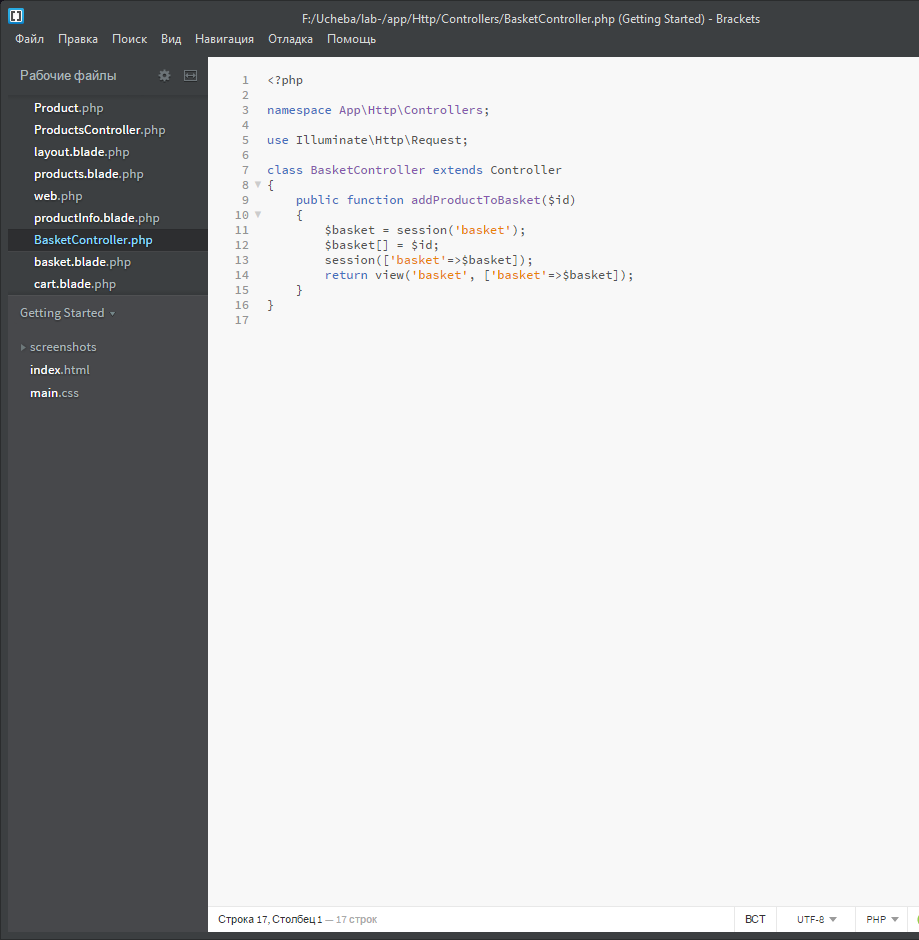 F:/Ucheba/lab-/app/Http/Controllers/BasketController.php (Getting Started) - Brackets
Файл Правка Поиск Вид Навигация Отладка Помощь
Рабочие файлы
Product.php
ProductsController.php
layout.blade.php
products.blade.php
web.php
productInfo.blade.php
BasketController.php
basket.blade.php
cart.blade.php
Getting Started
screenshots
index.html
main.css
1 <?php
2
3 namespace App\Http\Controllers;
4
5 use Illuminate\Http\Request;
6
7 class BasketController extends Controller
8 {
9     public function addProductToBasket($id)
10     {
11         $basket = session('basket');
12         $basket[] = $id;
13         session(['basket'=>$basket]);
14         return view('basket', ['basket'=>$basket]);
15     }
16 }
17
Строка 17, Столбец 1 — 17 строк ВСТ UTF-8 PHP